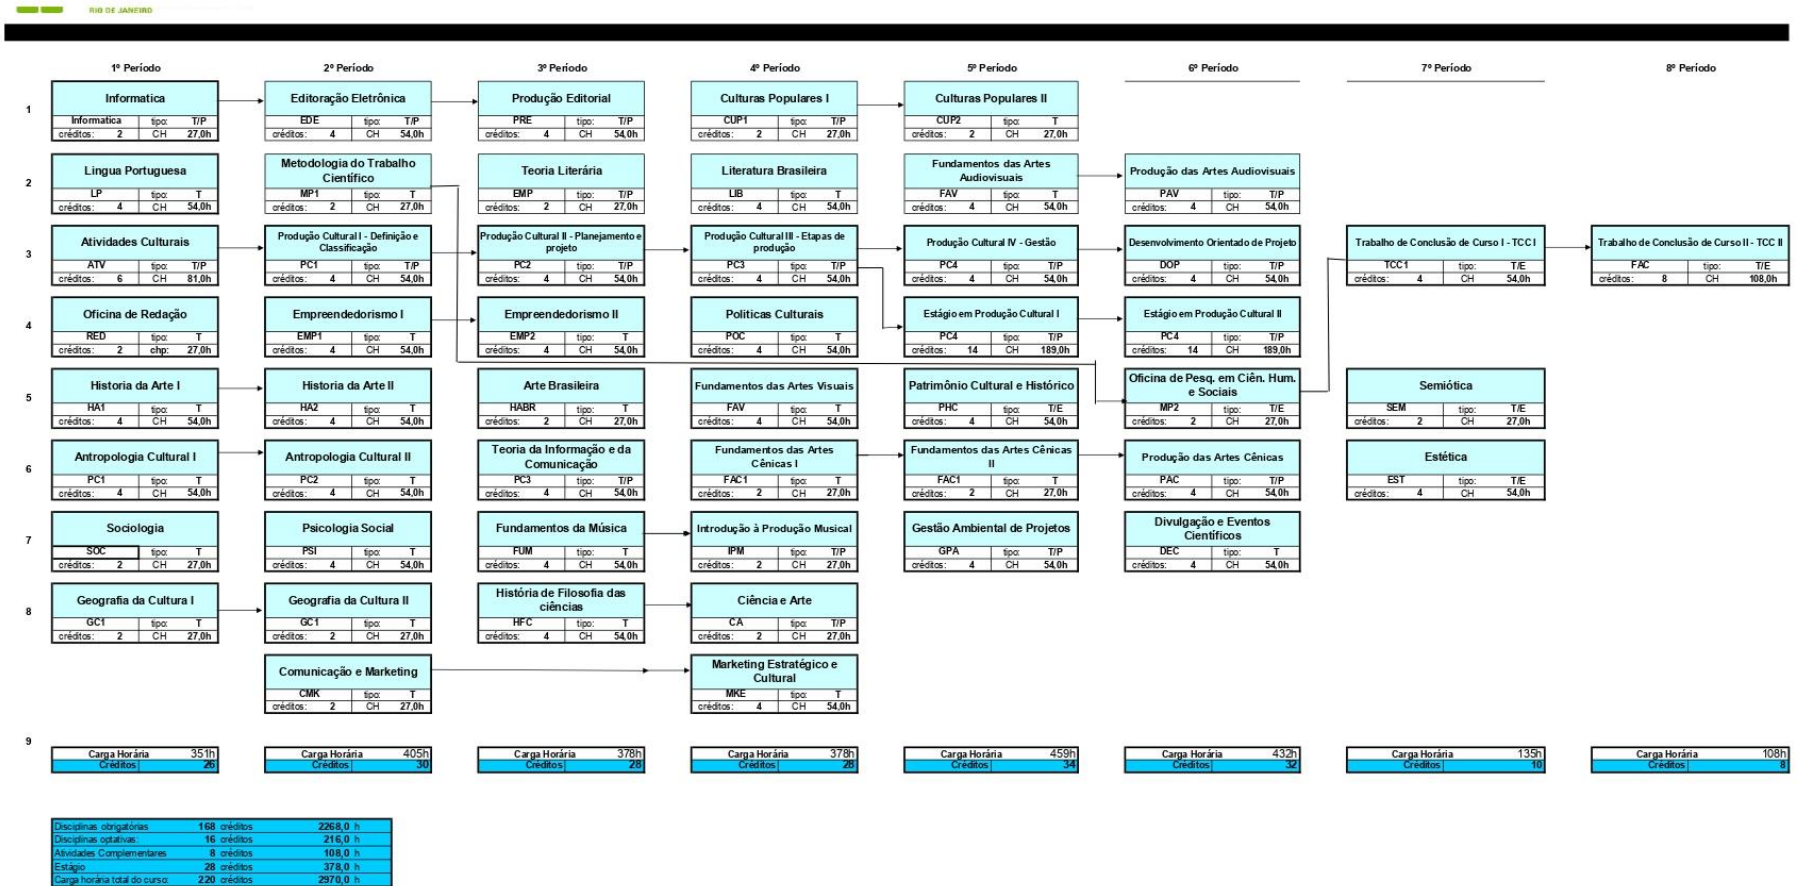 RIO DE JANEIRO
1º Período 2º Período 3º Período 4º Período 5º Período 6º Período 7º Período 8º Período
1
Informatica
Informatica tipo: T/P
créditos: 2 CH 27,0h
Editoração Eletrônica
EDE tipo: T/P
créditos: 4 CH 54,0h
Produção Editorial
PRE tipo: T/P
créditos: 4 CH 54,0h
Culturas Populares I
CUP1 tipo: T/P
créditos: 2 CH 27,0h
Culturas Populares II
CUP2 tipo: T
créditos: 2 CH 27,0h
2
Lingua Portuguesa
LP tipo: T
créditos: 4 CH 54,0h
Metodologia do Trabalho
Científico
MP1 tipo: T
créditos: 2 CH 27,0h
Teoria Literária
EMP tipo: T/P
créditos: 2 CH 27,0h
Literatura Brasileira
LIB tipo: T
créditos: 4 CH 54,0h
Fundamentos das Artes
Audiovisuais
FAV tipo: T
créditos: 4 CH 54,0h
Produção das Artes Audiovisuais
PAV tipo: T/P
créditos: 4 CH 54,0h
3
Atividades Culturais
ATV tipo: T/P
créditos: 6 CH 81,0h
Produção Cultural I - Definição e
Classificação
PC1 tipo: T/P
créditos: 4 CH 54,0h
Produção Cultural II - Planejamento e
projeto
PC2 tipo: T/P
créditos: 4 CH 54,0h
Produção Cultural III - Etapas de
produção
PC3 tipo: T/P
créditos: 4 CH 54,0h
Produção Cultural IV - Gestão
PC4 tipo: T/P
créditos: 4 CH 54,0h
Desenvolvimento Orientado de Projeto
DOP tipo: T/P
créditos: 4 CH 54,0h
Trabalho de Conclusão de Curso I - TCC I
TCC1 tipo: T/E
créditos: 4 CH 54,0h
Trabalho de Conclusão de Curso II - TCC II
FAC tipo: T/E
créditos: 8 CH 108,0h
4
Oficina de Redação
RED tipo: T
créditos: 2 chp: 27,0h
Empreendedorismo I
EMP1 tipo: T
créditos: 4 CH 54,0h
Empreendedorismo II
EMP2 tipo: T
créditos: 4 CH 54,0h
Politicas Culturais
POC tipo: T
créditos: 4 CH 54,0h
Estágio em Produção Cultural I
PC4 tipo: T/P
créditos: 14 CH 189,0h
Estágio em Produção Cultural II
PC4 tipo: T/P
créditos: 14 CH 189,0h
5
Historia da Arte I
HA1 tipo: T
créditos: 4 CH 54,0h
Historia da Arte II
HA2 tipo: T
créditos: 4 CH 54,0h
Arte Brasileira
HABR tipo: T
créditos: 2 CH 27,0h
Fundamentos das Artes Visuais
FAV tipo: T
créditos: 4 CH 54,0h
Patrimônio Cultural e Histórico
PHC tipo: T/E
créditos: 4 CH 54,0h
Oficina de Pesq. em Ciên. Hum.
e Sociais
MP2 tipo: T/E
créditos: 2 CH 27,0h
Semiótica
SEM tipo: T/E
créditos: 2 CH 27,0h
6
Antropologia Cultural I
PC1 tipo: T
créditos: 4 CH 54,0h
Antropologia Cultural II
PC2 tipo: T
créditos: 4 CH 54,0h
Teoria da Informação e da
Comunicação
PC3 tipo: T/P
créditos: 4 CH 54,0h
Fundamentos das Artes
Cênicas I
FAC1 tipo: T
créditos: 2 CH 27,0h
Fundamentos das Artes Cênicas
II
FAC1 tipo: T
créditos: 2 CH 27,0h
Produção das Artes Cênicas
PAC tipo: T/P
créditos: 4 CH 54,0h
Estética
EST tipo: T/E
créditos: 4 CH 54,0h
7
Sociologia
SOC tipo: T
créditos: 2 CH 27,0h
Psicologia Social
PSI tipo: T
créditos: 4 CH 54,0h
Fundamentos da Música
FUM tipo: T
créditos: 4 CH 54,0h
Introdução à Produção Musical
IPM tipo: T/P
créditos: 2 CH 27,0h
Gestão Ambiental de Projetos
GPA tipo: T/P
créditos: 4 CH 54,0h
Divulgação e Eventos
Científicos
DEC tipo: T
créditos: 4 CH 54,0h
8
Geografia da Cultura I
GC1 tipo: T
créditos: 2 CH 27,0h
Geografia da Cultura II
GC1 tipo: T
créditos: 2 CH 27,0h
História de Filosofia das
ciências
HFC tipo: T
créditos: 4 CH 54,0h
Ciência e Arte
CA tipo: T/P
créditos: 2 CH 27,0h
Comunicação e Marketing
CMK tipo: T
créditos: 2 CH 27,0h
Marketing Estratégico e
Cultural
MKE tipo: T
créditos: 4 CH 54,0h
9
Carga Horária 351h
Créditos 26
Carga Horária 405h
Créditos 30
Carga Horária 378h
Créditos 28
Carga Horária 378h
Créditos 28
Carga Horária 459h
Créditos 34
Carga Horária 432h
Créditos 32
Carga Horária 135h
Créditos 10
Carga Horária 108h
Créditos 8
Disciplinas obrigatórias 168 créditos 2268,0 h
Disciplinas optativas: 16 créditos 216,0 h
Atividades Complementares 8 créditos 108,0 h
Estágio 28 créditos 378,0 h
Carga horária total do curso: 220 créditos 2970,0 h